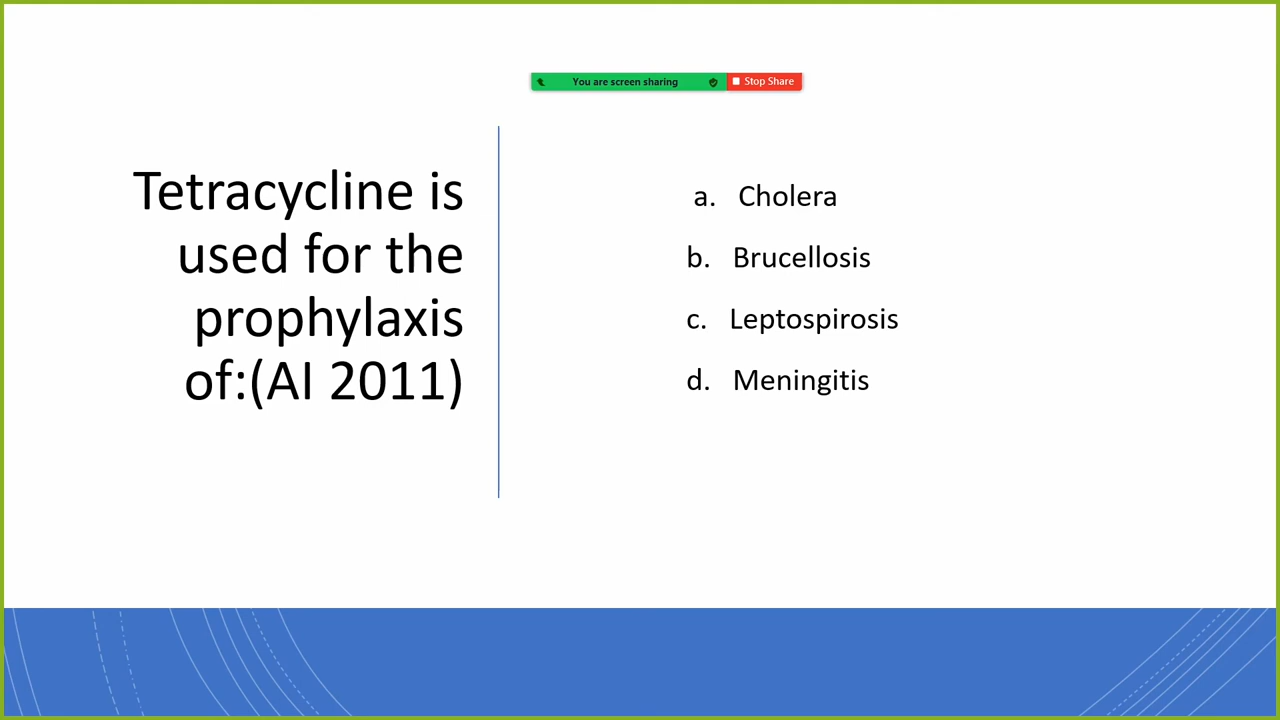 You are screen sharing
Stop Share
Tetracycline is
used for the
prophylaxis
of:(AI 2011)
a. Cholera
b. Brucellosis
c. Leptospirosis
d. Meningitis